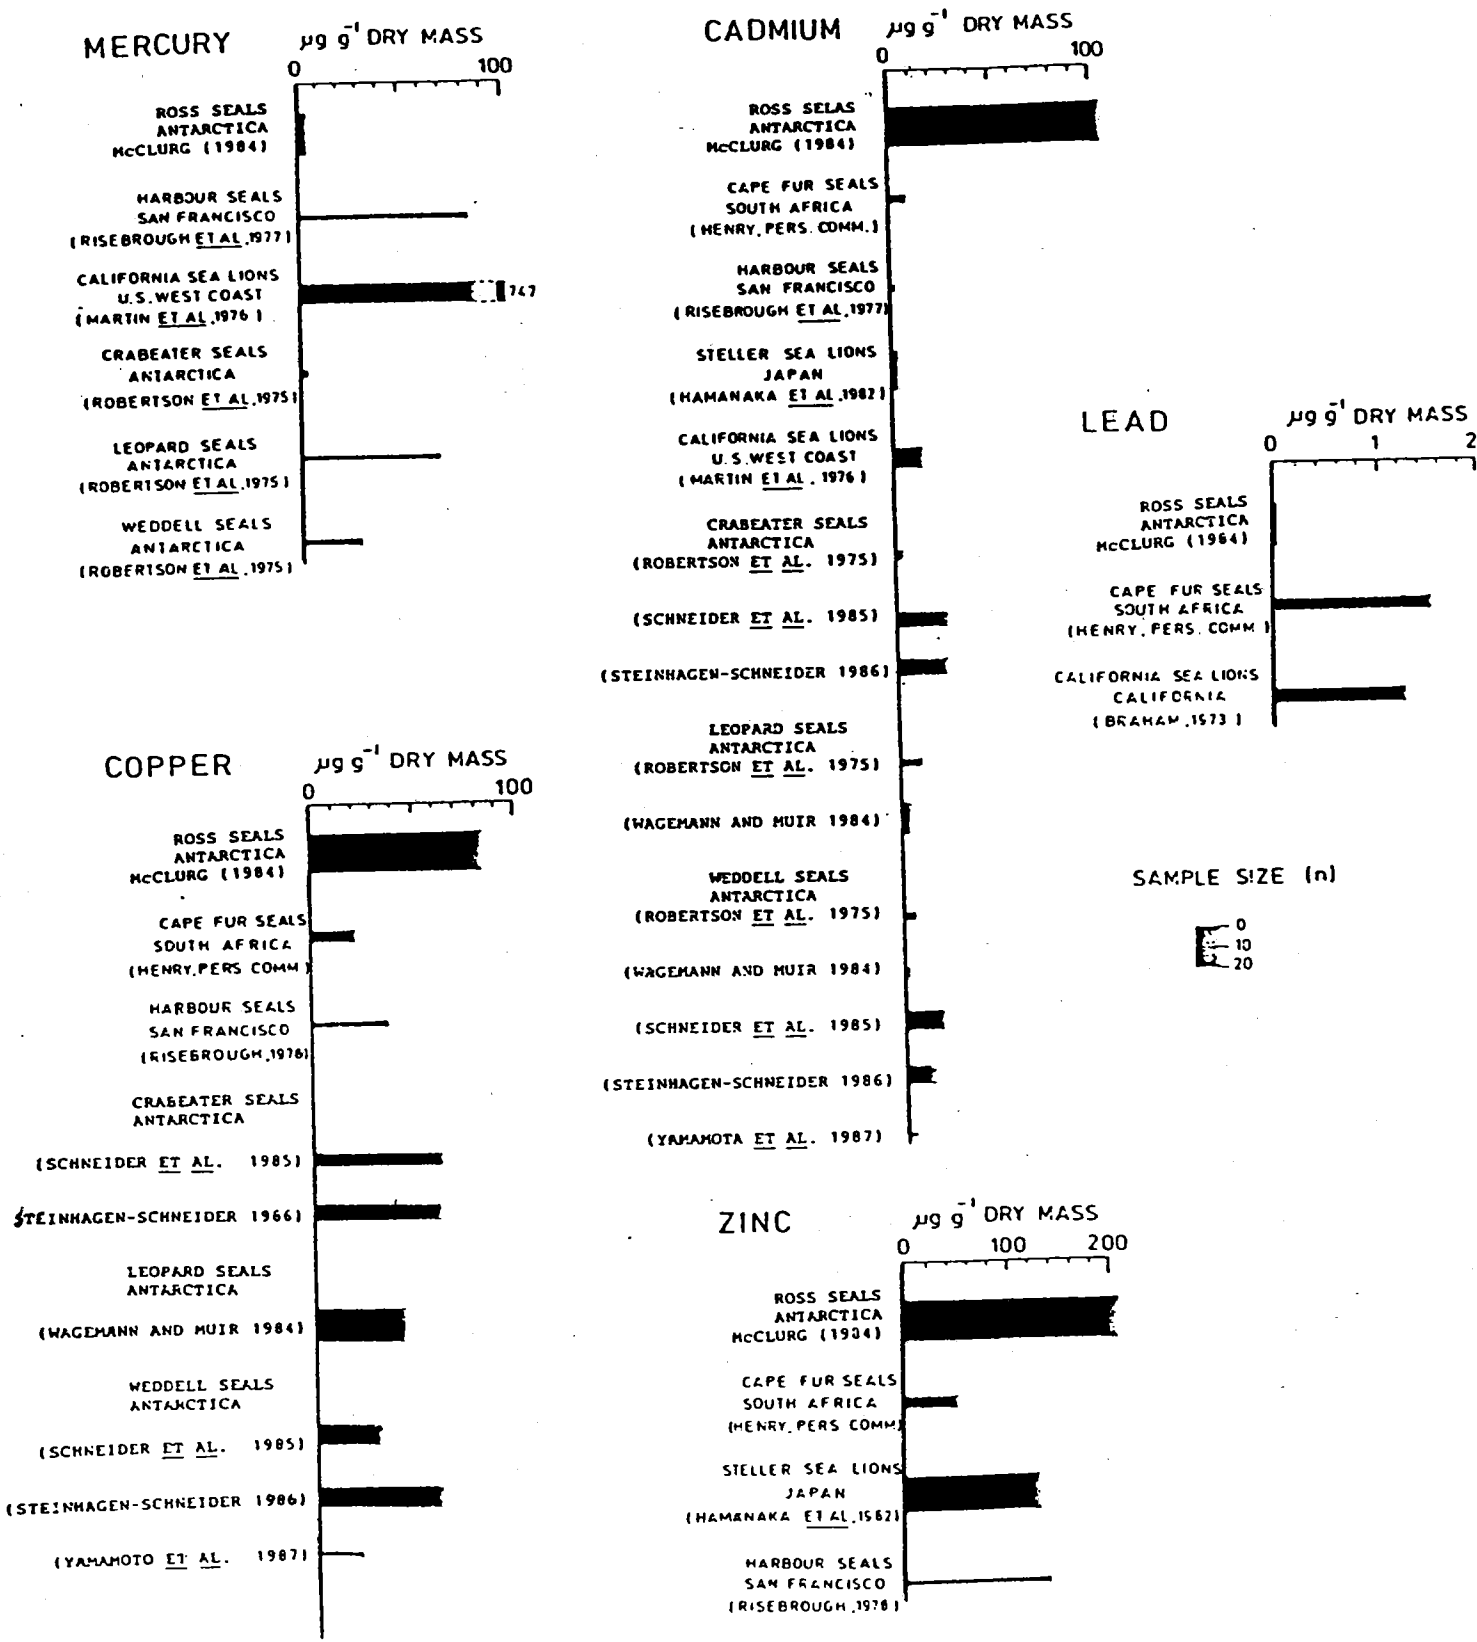 MERCURY
µg g⁻¹ DRY MASS
0 100
ROSS SEALS
ANTARCTICA
McCLURG (1984)
HARBOUR SEALS
SAN FRANCISCO
(RISEBROUGH ET AL,1977)
CALIFORNIA SEA LIONS
U.S. WEST COAST
(MARTIN ET AL,1976)
747
CRABEATER SEALS
ANTARCTICA
(ROBERTSON ET AL,1975)
LEOPARD SEALS
ANTARCTICA
(ROBERTSON ET AL,1975)
WEDDELL SEALS
ANTARCTICA
(ROBERTSON ET AL,1975)
COPPER
µg g⁻¹ DRY MASS
0 100
ROSS SEALS
ANTARCTICA
McCLURG (1984)
CAPE FUR SEALS
SOUTH AFRICA
(HENRY, PERS COMM)
HARBOUR SEALS
SAN FRANCISCO
(RISEBROUGH,1978)
CRABEATER SEALS
ANTARCTICA
(SCHNEIDER ET AL. 1985)
STEINHAGEN-SCHNEIDER 1986)
LEOPARD SEALS
ANTARCTICA
(WAGEMANN AND MUIR 1984)
WEDDELL SEALS
ANTARCTICA
(SCHNEIDER ET AL. 1985)
(STEINHAGEN-SCHNEIDER 1986)
(YAMAMOTO ET AL. 1987)
CADMIUM
µg g⁻¹ DRY MASS
0 100
ROSS SELAS
ANTARCTICA
McCLURG (1984)
CAPE FUR SEALS
SOUTH AFRICA
(HENRY, PERS. COMM.)
HARBOUR SEALS
SAN FRANCISCO
(RISEBROUGH ET AL,1977)
STELLER SEA LIONS
JAPAN
(HAMANAKA ET AL,1982)
CALIFORNIA SEA LIONS
U.S. WEST COAST
(MARTIN ET AL, 1976)
CRABEATER SEALS
ANTARCTICA
(ROBERTSON ET AL. 1975)
(SCHNEIDER ET AL. 1985)
(STEINHAGEN-SCHNEIDER 1986)
LEOPARD SEALS
ANTARCTICA
(ROBERTSON ET AL. 1975)
(WAGEMANN AND MUIR 1984)
WEDDELL SEALS
ANTARCTICA
(ROBERTSON ET AL. 1975)
(WAGEMANN AND MUIR 1984)
(SCHNEIDER ET AL. 1985)
(STEINHAGEN-SCHNEIDER 1986)
(YAMAMOTA ET AL. 1987)
ZINC
µg g⁻¹ DRY MASS
0 100 200
ROSS SEALS
ANTARCTICA
McCLURG (1984)
CAPE FUR SEALS
SOUTH AFRICA
(HENRY, PERS COMM)
STELLER SEA LIONS
JAPAN
(HAMANAKA ET AL,1982)
HARBOUR SEALS
SAN FRANCISCO
(RISEBROUGH,1978)
LEAD
µg g⁻¹ DRY MASS
0 1 2
ROSS SEALS
ANTARCTICA
McCLURG (1984)
CAPE FUR SEALS
SOUTH AFRICA
(HENRY, PERS. COMM)
CALIFORNIA SEA LIONS
CALIFORNIA
(BRAHAM,1973)
SAMPLE SIZE (n)
0
10
20